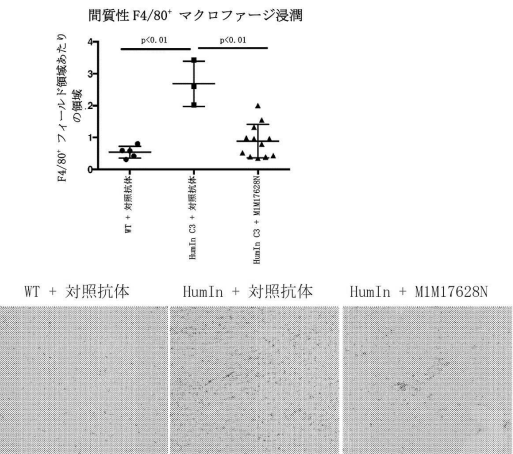 間質性 F4/80⁺ マクロファージ浸潤
F4/80⁺ フィールド領域あたり
の領域
4
3
2
1
0
p<0.01
p<0.01
WT + 対照抗体
HumIn C3 + 対照抗体
HumIn C3 + M1M17628N
WT + 対照抗体
HumIn + 対照抗体
HumIn + M1M17628N